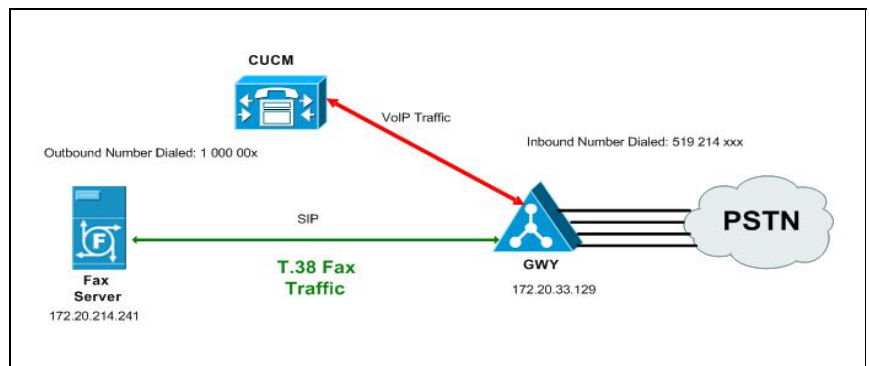 CUCM
VoIP Traffic
Outbound Number Dialed: 1 000 00x
Inbound Number Dialed: 519 214 xxx
F
SIP
PSTN
T.38 Fax
Traffic
GWY
172.20.33.129
Fax
Server
172.20.214.241